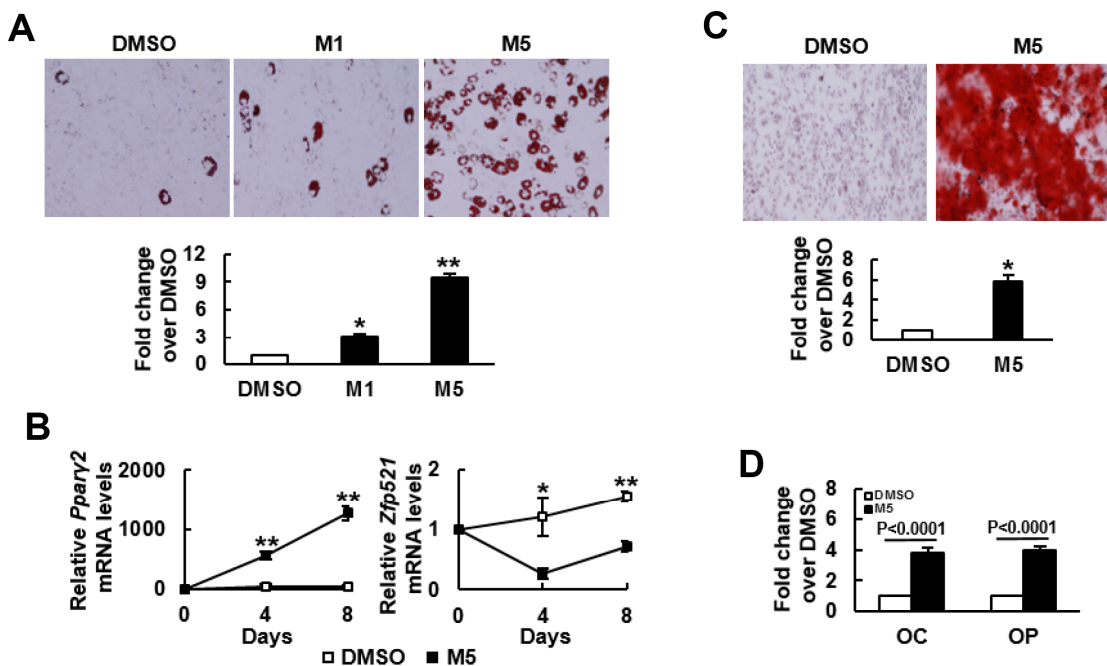 A
DMSO M1 M5
Fold change
over DMSO
12
9
6
3
0
* **
DMSO M1 M5
B
Relative Pparγ2
mRNA levels
2000
1000
0
** **
0 4 8
Days
Relative Zfp521
mRNA levels
2
1
0
* **
0 4 8
Days
DMSO M5
C
DMSO M5
Fold change
over DMSO
8
6
4
2
0
*
DMSO M5
D
Fold change
over DMSO
8
6
4
2
0
DMSO
M5
P<0.0001 P<0.0001
OC OP